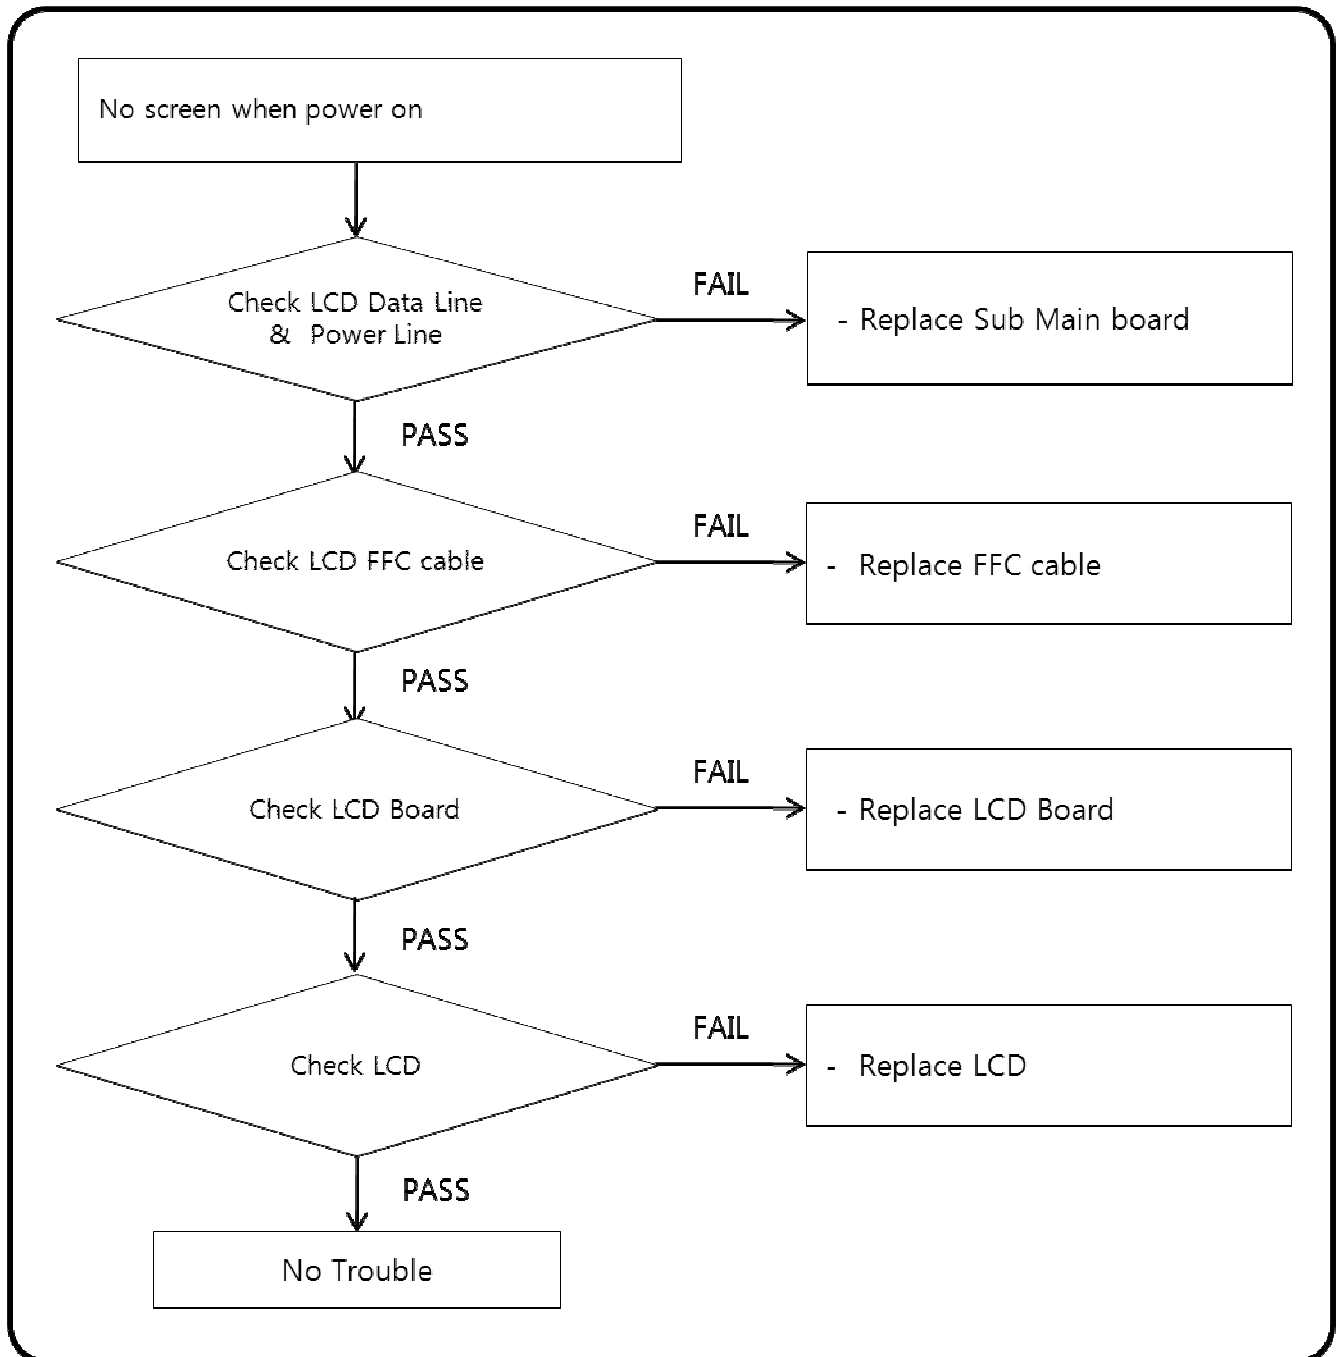 No screen when power on
Check LCD Data Line
& Power Line
FAIL
- Replace Sub Main board
PASS
Check LCD FFC cable
FAIL
- Replace FFC cable
PASS
Check LCD Board
FAIL
- Replace LCD Board
PASS
Check LCD
FAIL
- Replace LCD
PASS
No Trouble